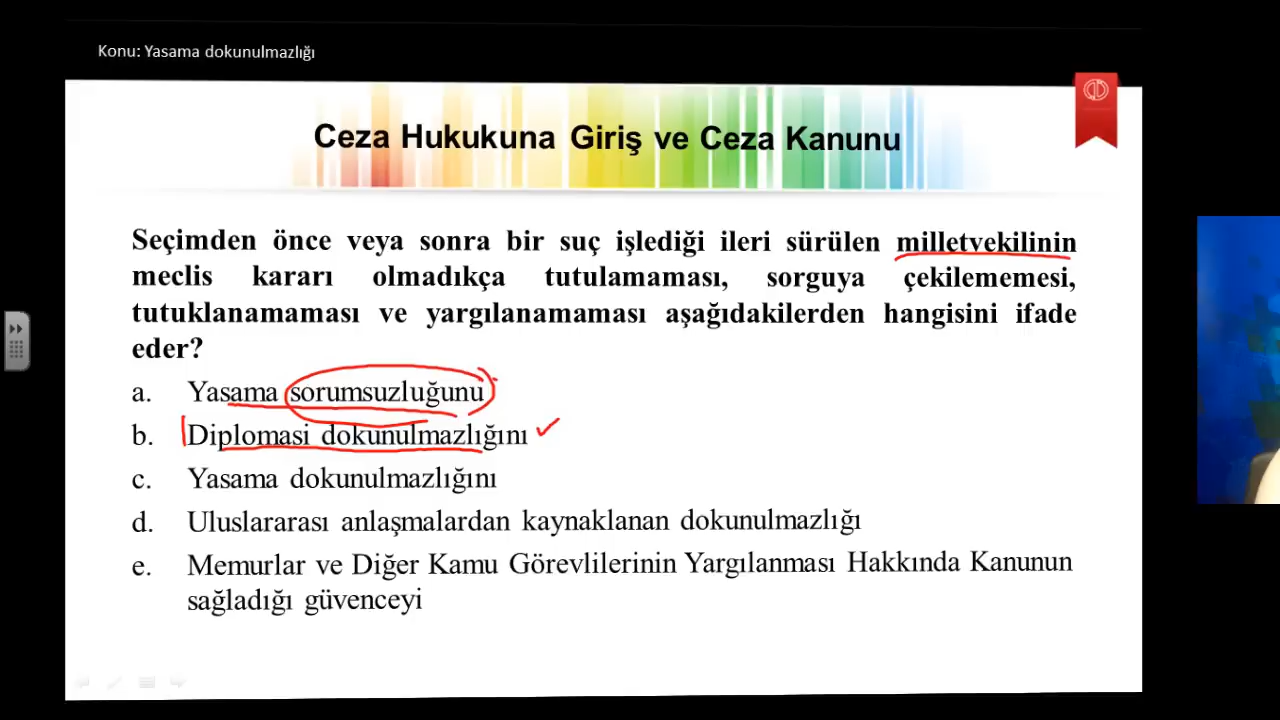 Konu: Yasama dokunulmazlığı
Ceza Hukukuna Giriş ve Ceza Kanunu
Seçimden önce veya sonra bir suç işlediği ileri sürülen milletvekilinin
meclis kararı olmadıkça tutulamaması, sorguya çekilememesi,
tutuklanamaması ve yargılanamaması aşağıdakilerden hangisini ifade
eder?
a. Yasama sorumsuzluğunu
b. Diplomasi dokunulmazlığını
c. Yasama dokunulmazlığını
d. Uluslararası anlaşmalardan kaynaklanan dokunulmazlığı
e. Memurlar ve Diğer Kamu Görevlilerinin Yargılanması Hakkında Kanunun
sağladığı güvenceyi